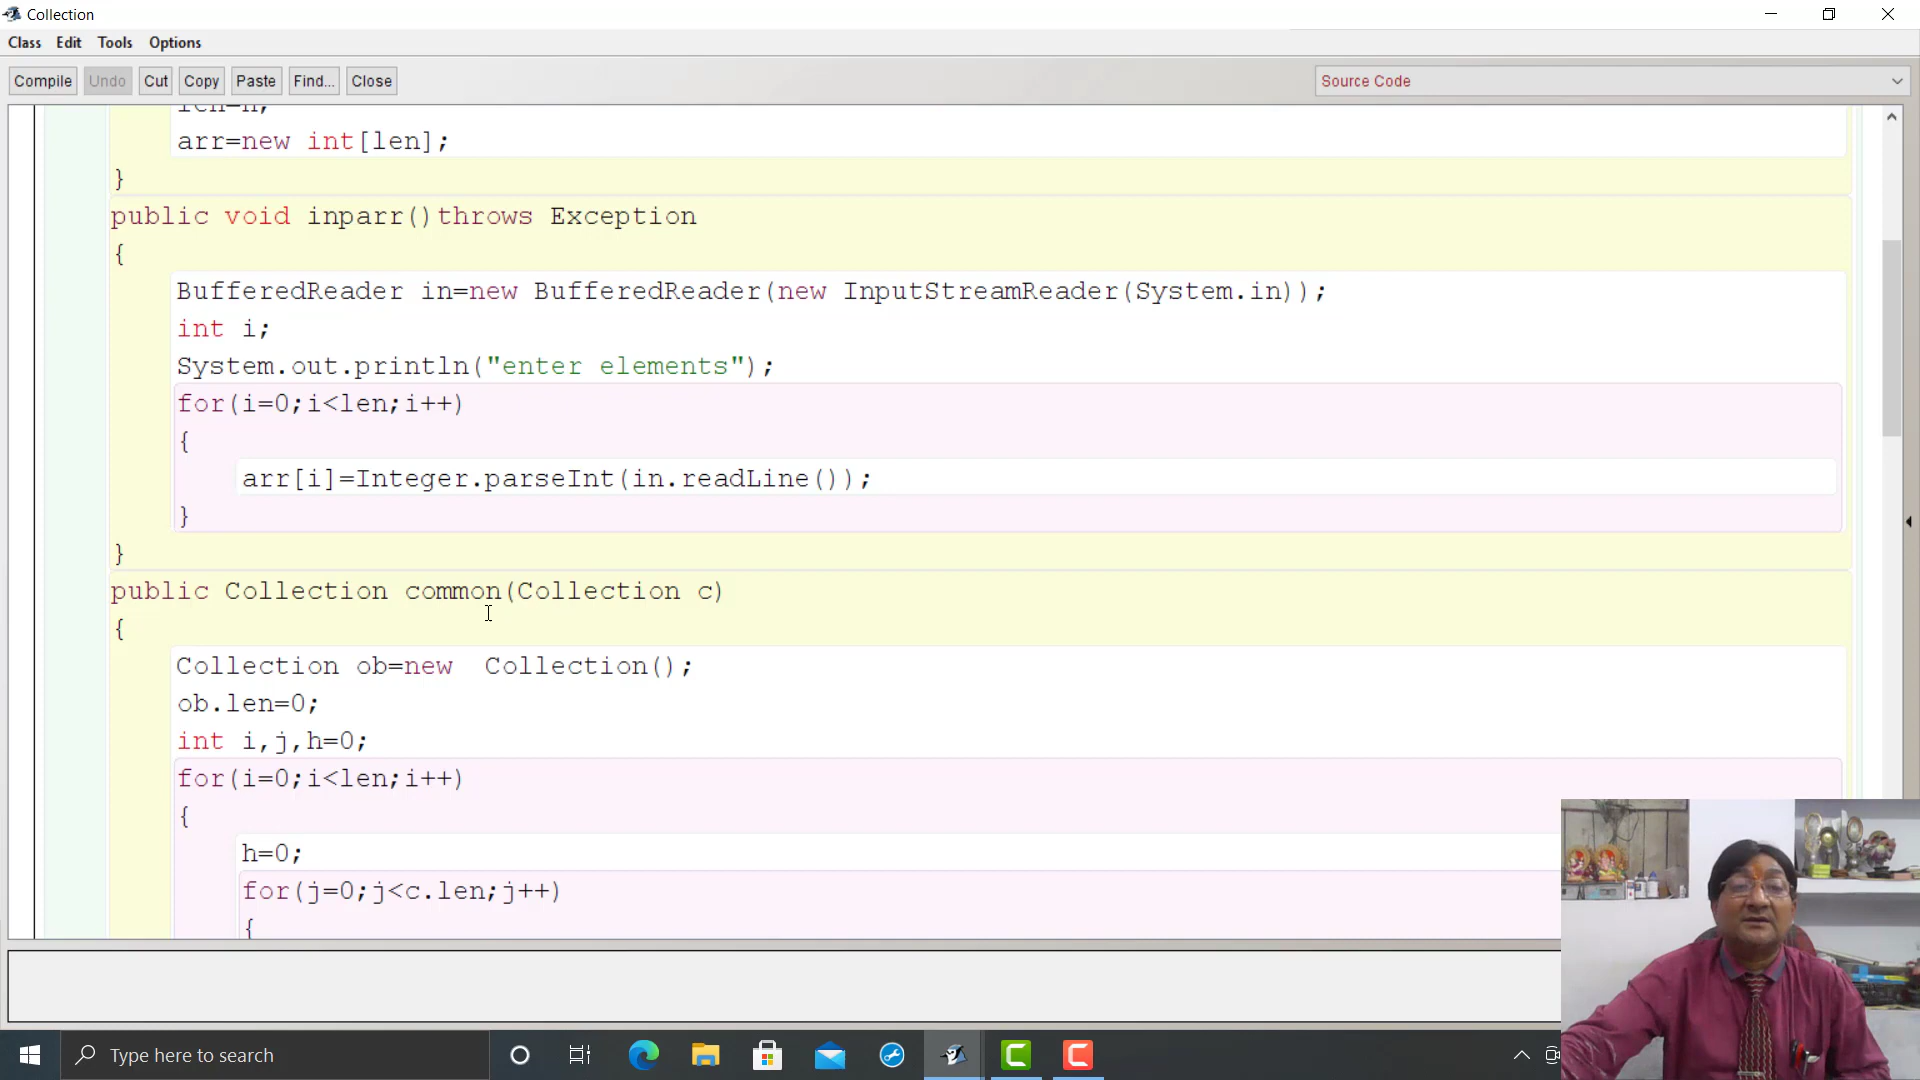 Collection
Class Edit Tools Options
Compile Undo Cut Copy Paste Find... Close Source Code
len=n;
arr=new int[len];
}
public void inparr()throws Exception
{
BufferedReader in=new BufferedReader(new InputStreamReader(System.in));
int i;
System.out.println("enter elements");
for(i=0;i<len;i++)
{
arr[i]=Integer.parseInt(in.readLine());
}
}
public Collection common(Collection c)
{
Collection ob=new  Collection();
ob.len=0;
int i,j,h=0;
for(i=0;i<len;i++)
{
h=0;
for(j=0;j<c.len;j++)
{
Type here to search